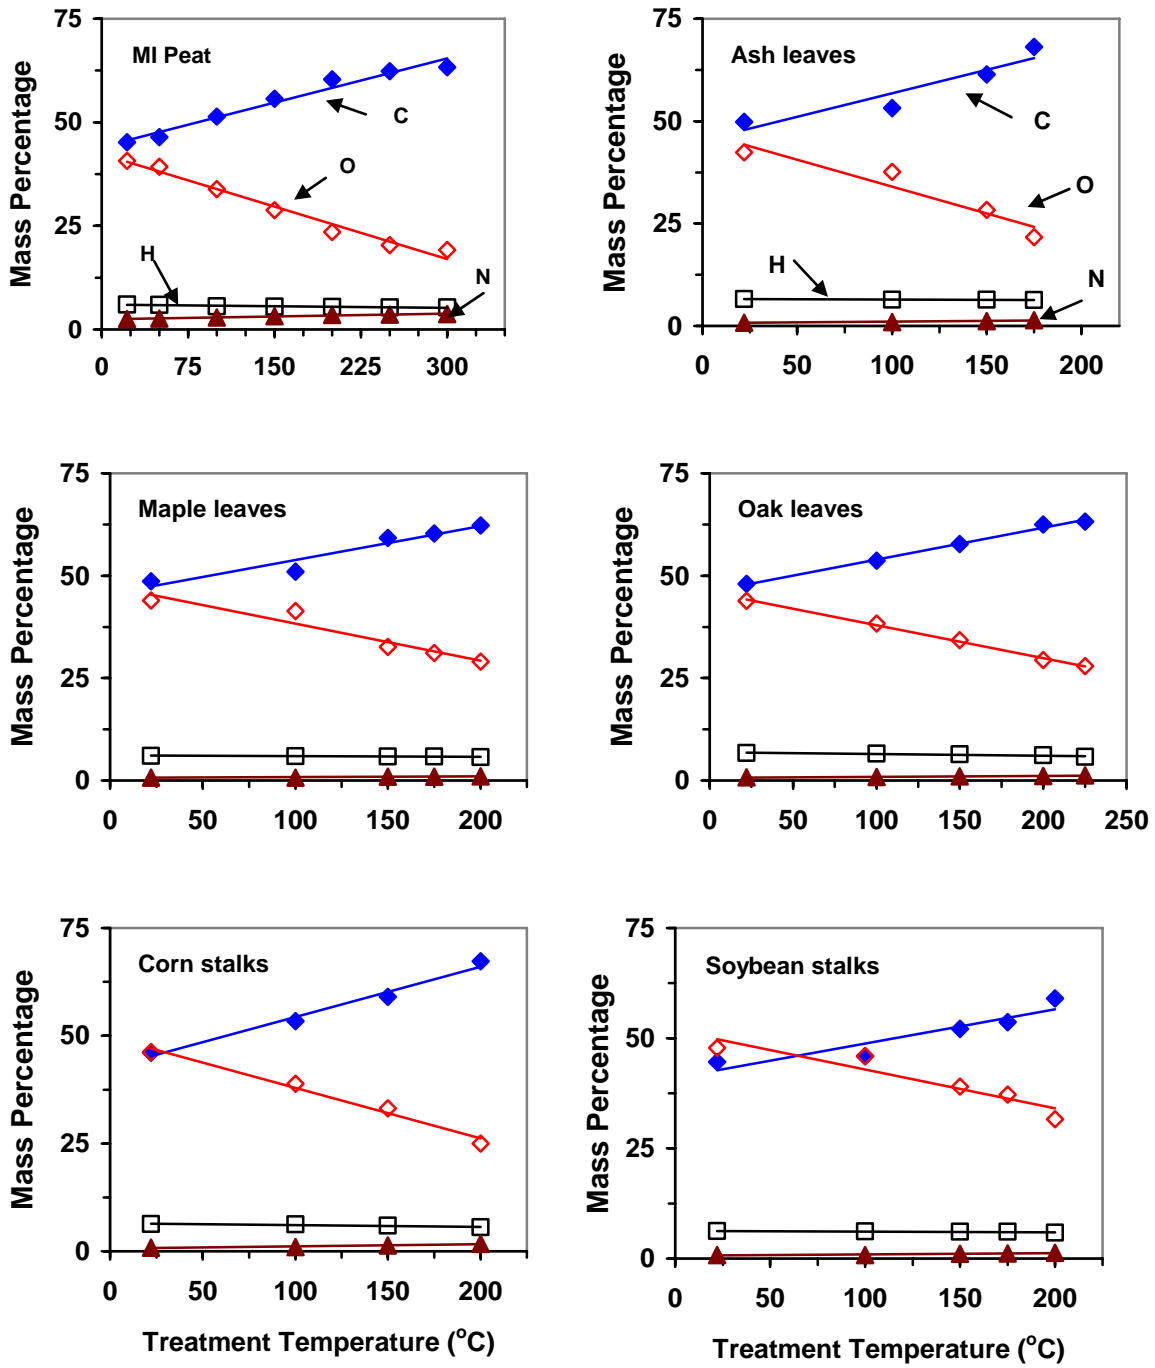 75
MI Peat
50
25
0
C
O
H
N
0 75 150 225 300
Mass Percentage
75
Ash leaves
50
25
0
C
O
H
N
0 50 100 150 200
Mass Percentage
75
Maple leaves
50
25
0
0 50 100 150 200
Mass Percentage
75
Oak leaves
50
25
0
0 50 100 150 200 250
Mass Percentage
75
Corn stalks
50
25
0
0 50 100 150 200
Mass Percentage
Treatment Temperature (oC)
75
Soybean stalks
50
25
0
0 50 100 150 200
Mass Percentage
Treatment Temperature (oC)